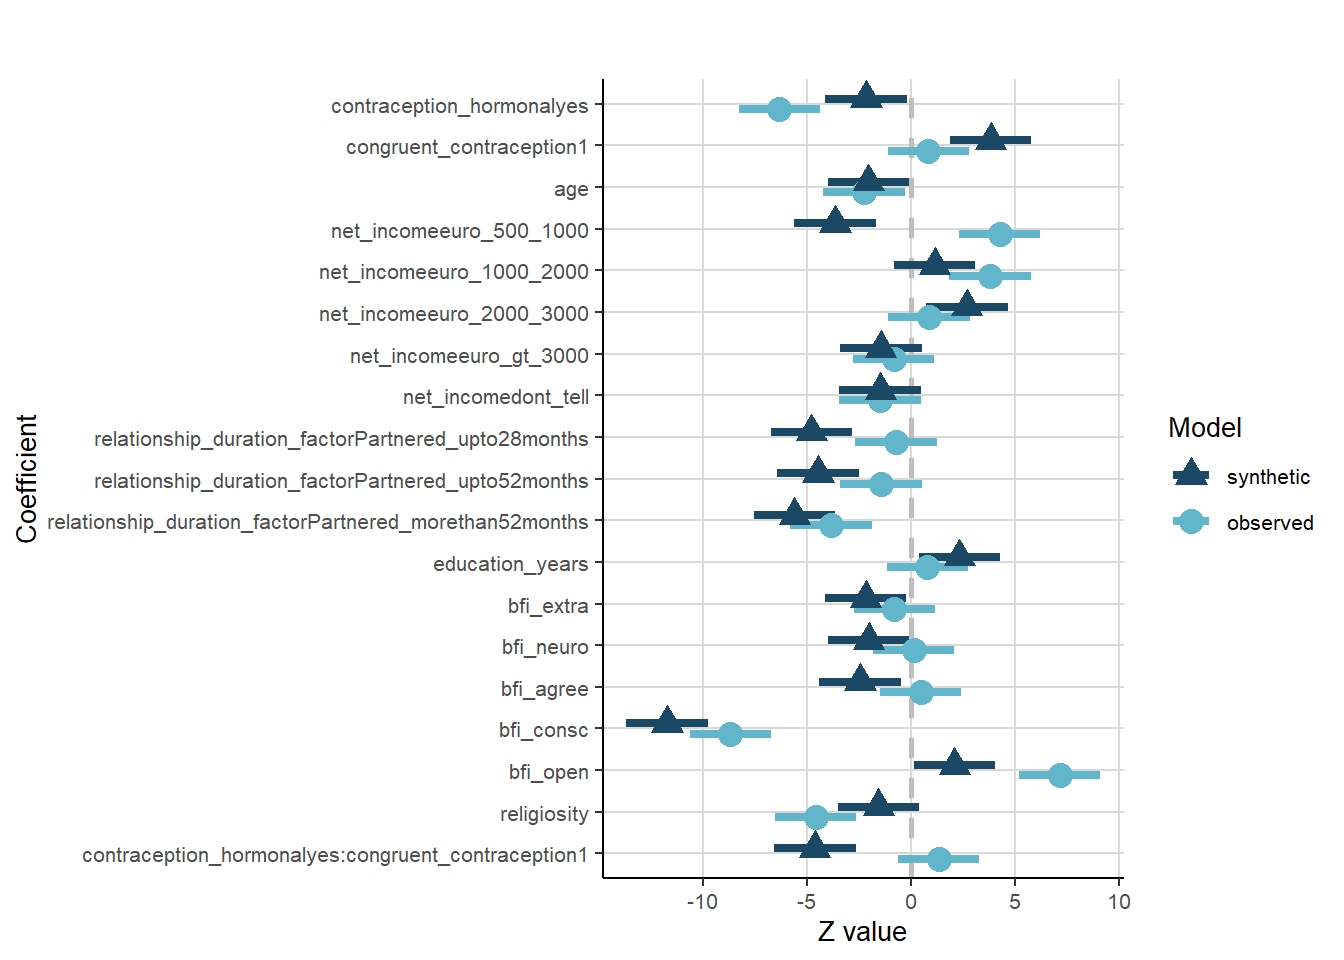 contraception_hormonalyes
congruent_contraception1
age
net_incomeeuro_500_1000
net_incomeeuro_1000_2000
net_incomeeuro_2000_3000
net_incomeeuro_gt_3000
net_incomedont_tell
relationship_duration_factorPartnered_upto28months
relationship_duration_factorPartnered_upto52months
relationship_duration_factorPartnered_morethan52months
education_years
bfi_extra
bfi_neuro
bfi_agree
bfi_consc
bfi_open
religiosity
contraception_hormonalyes:congruent_contraception1
Coefficient
-10 -5 0 5 10
Z value
Model
synthetic
observed